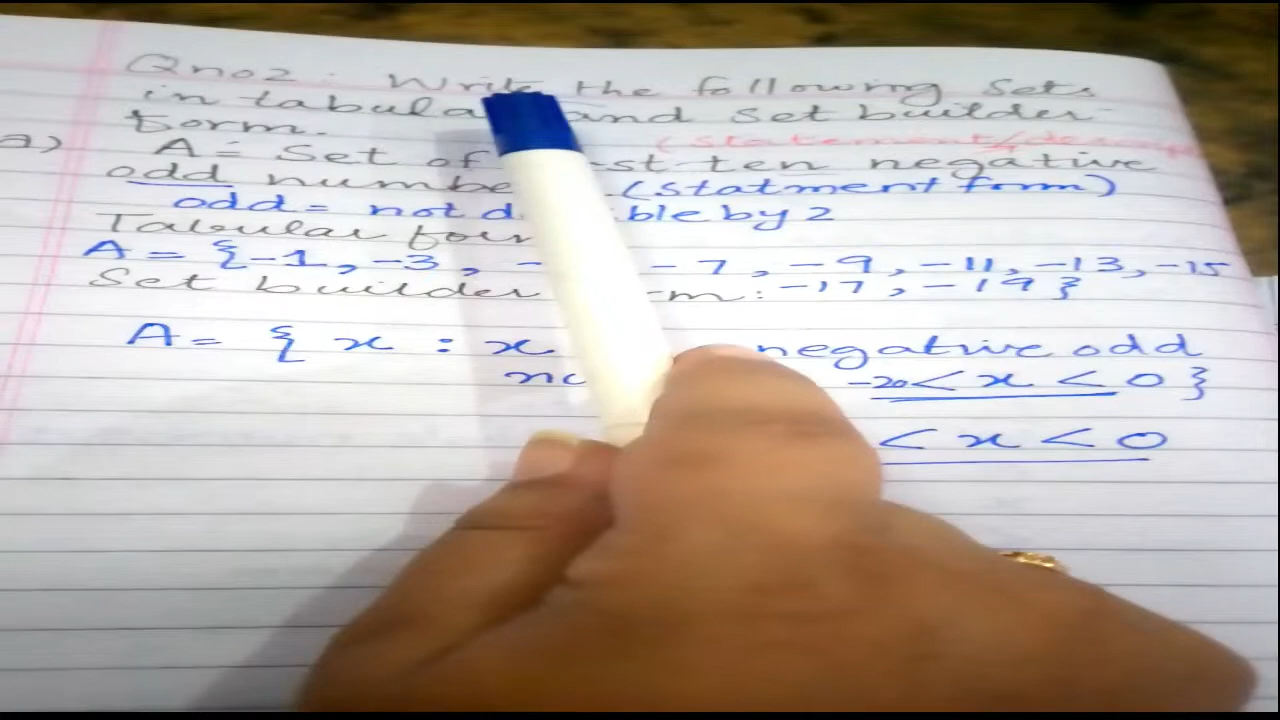 Qno2. Write the following Sets
in tabula and set builder
form.
(statement/
a) A = Set of st ten negative
odd numbe (statment form)
odd = not d ible by 2
Tabular for
A = {-1, -3, - -7, -9, -11, -13, -15
Set builder m: -17, -19}
A = { x : x negative odd
-20 < x < 0 }
< x < 0